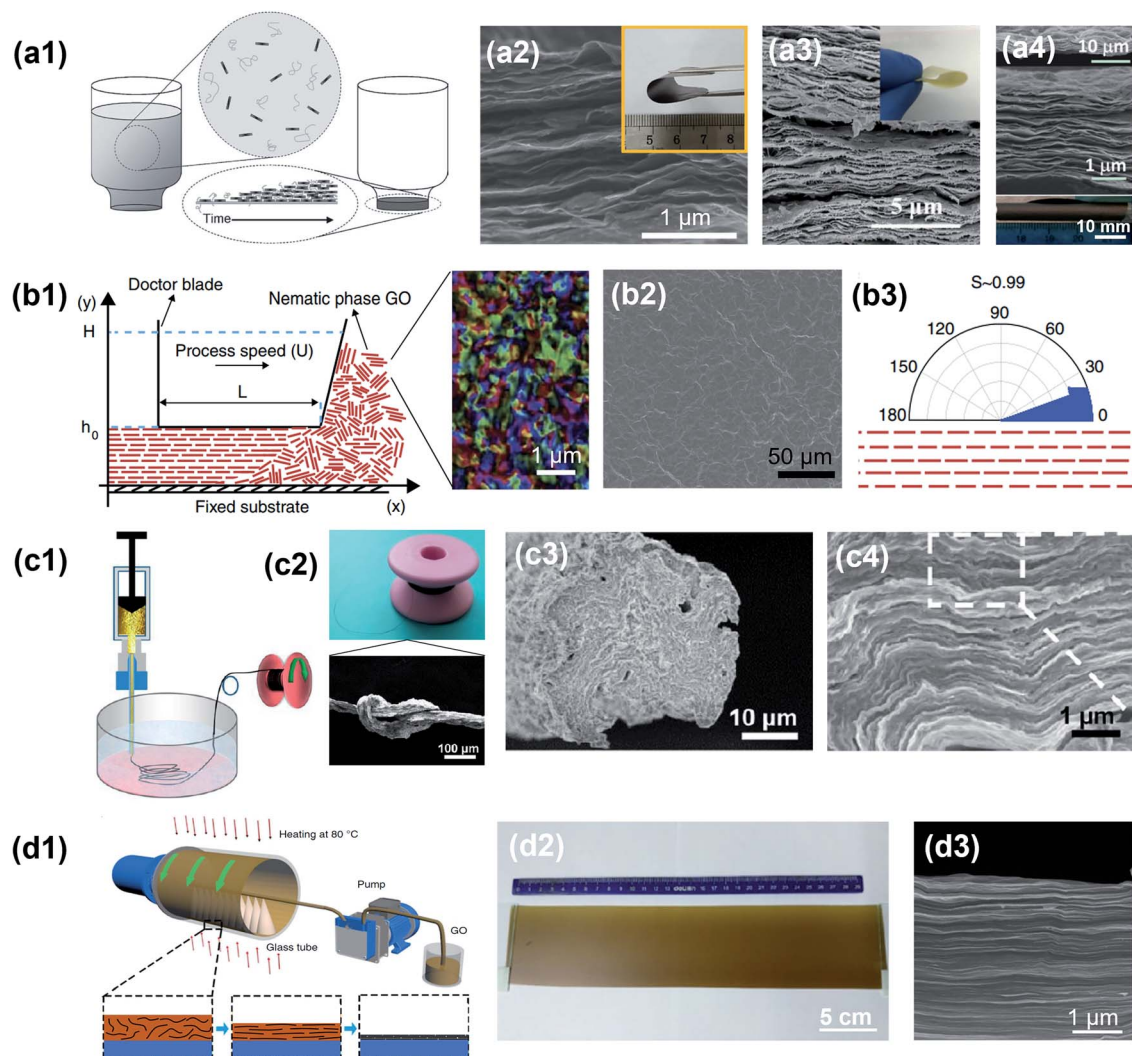 (a1)
Time
(a2)
5 6 7 8
1 μm
(a3)
5 μm
(a4)
10 μm
1 μm
10 mm
(b1)
(y)
Doctor blade
Nematic phase GO
H
Process speed (U)
L
h0
Fixed substrate
(x)
1 μm
(b2)
50 μm
(b3)
S~0.99
90
120
60
150
30
180
0
(c1)
(c2)
100 μm
(c3)
10 μm
(c4)
1 μm
(d1)
Heating at 80 °C
Pump
GO
Glass tube
(d2)
5 cm
(d3)
1 μm